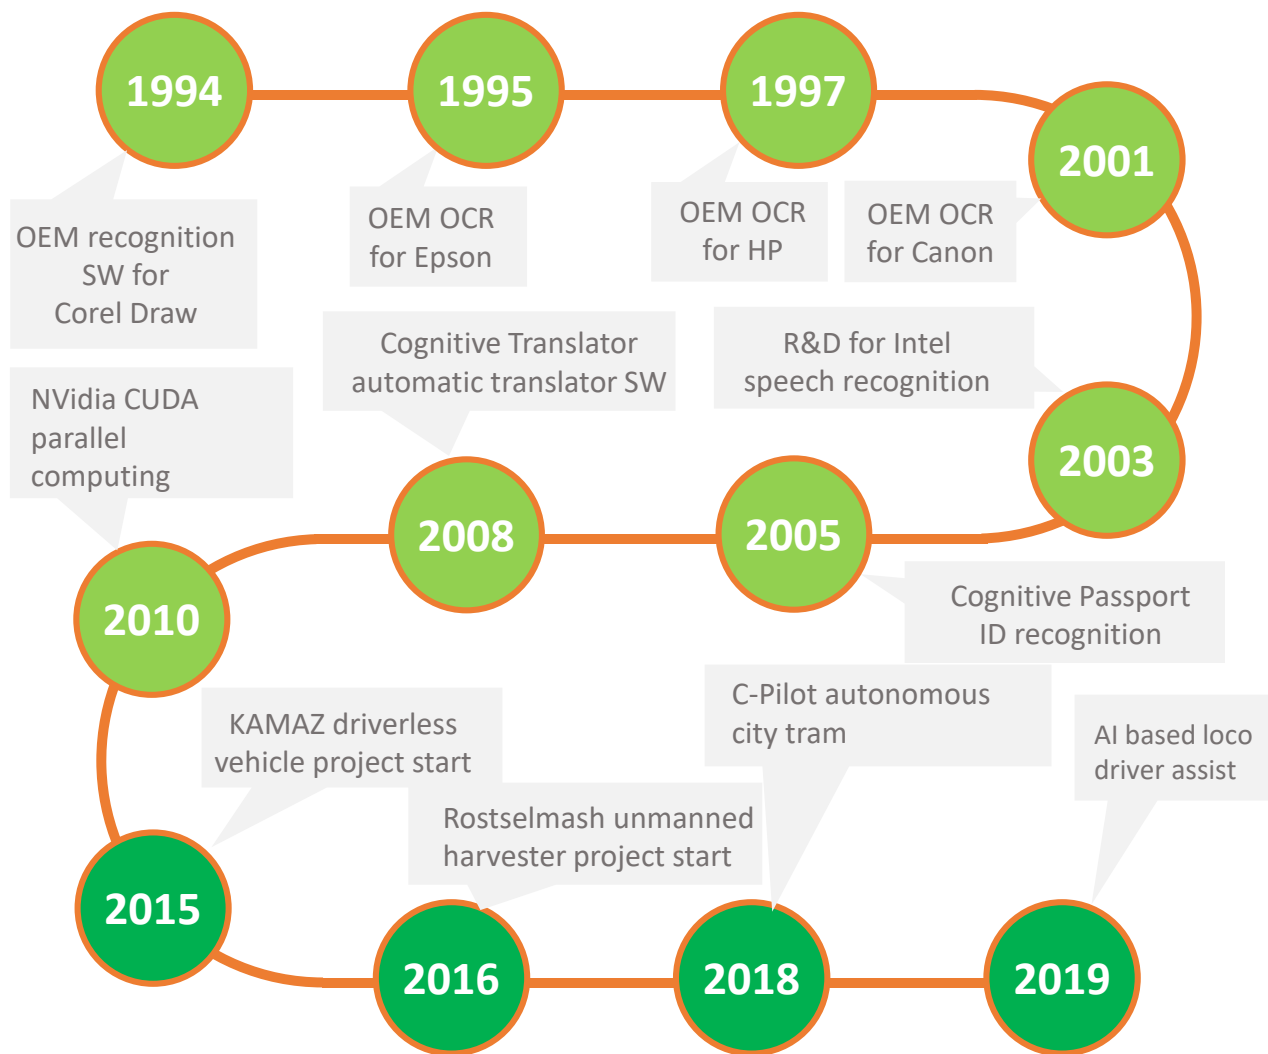 1994
OEM recognition
SW for
Corel Draw
1995
OEM OCR
for Epson
1997
OEM OCR
for HP
2001
OEM OCR
for Canon
2003
R&D for Intel
speech recognition
2005
Cognitive Passport
ID recognition
2008
Cognitive Translator
automatic translator SW
2010
NVidia CUDA
parallel
computing
2015
KAMAZ driverless
vehicle project start
2016
Rostselmash unmanned
harvester project start
2018
C-Pilot autonomous
city tram
2019
AI based loco
driver assist